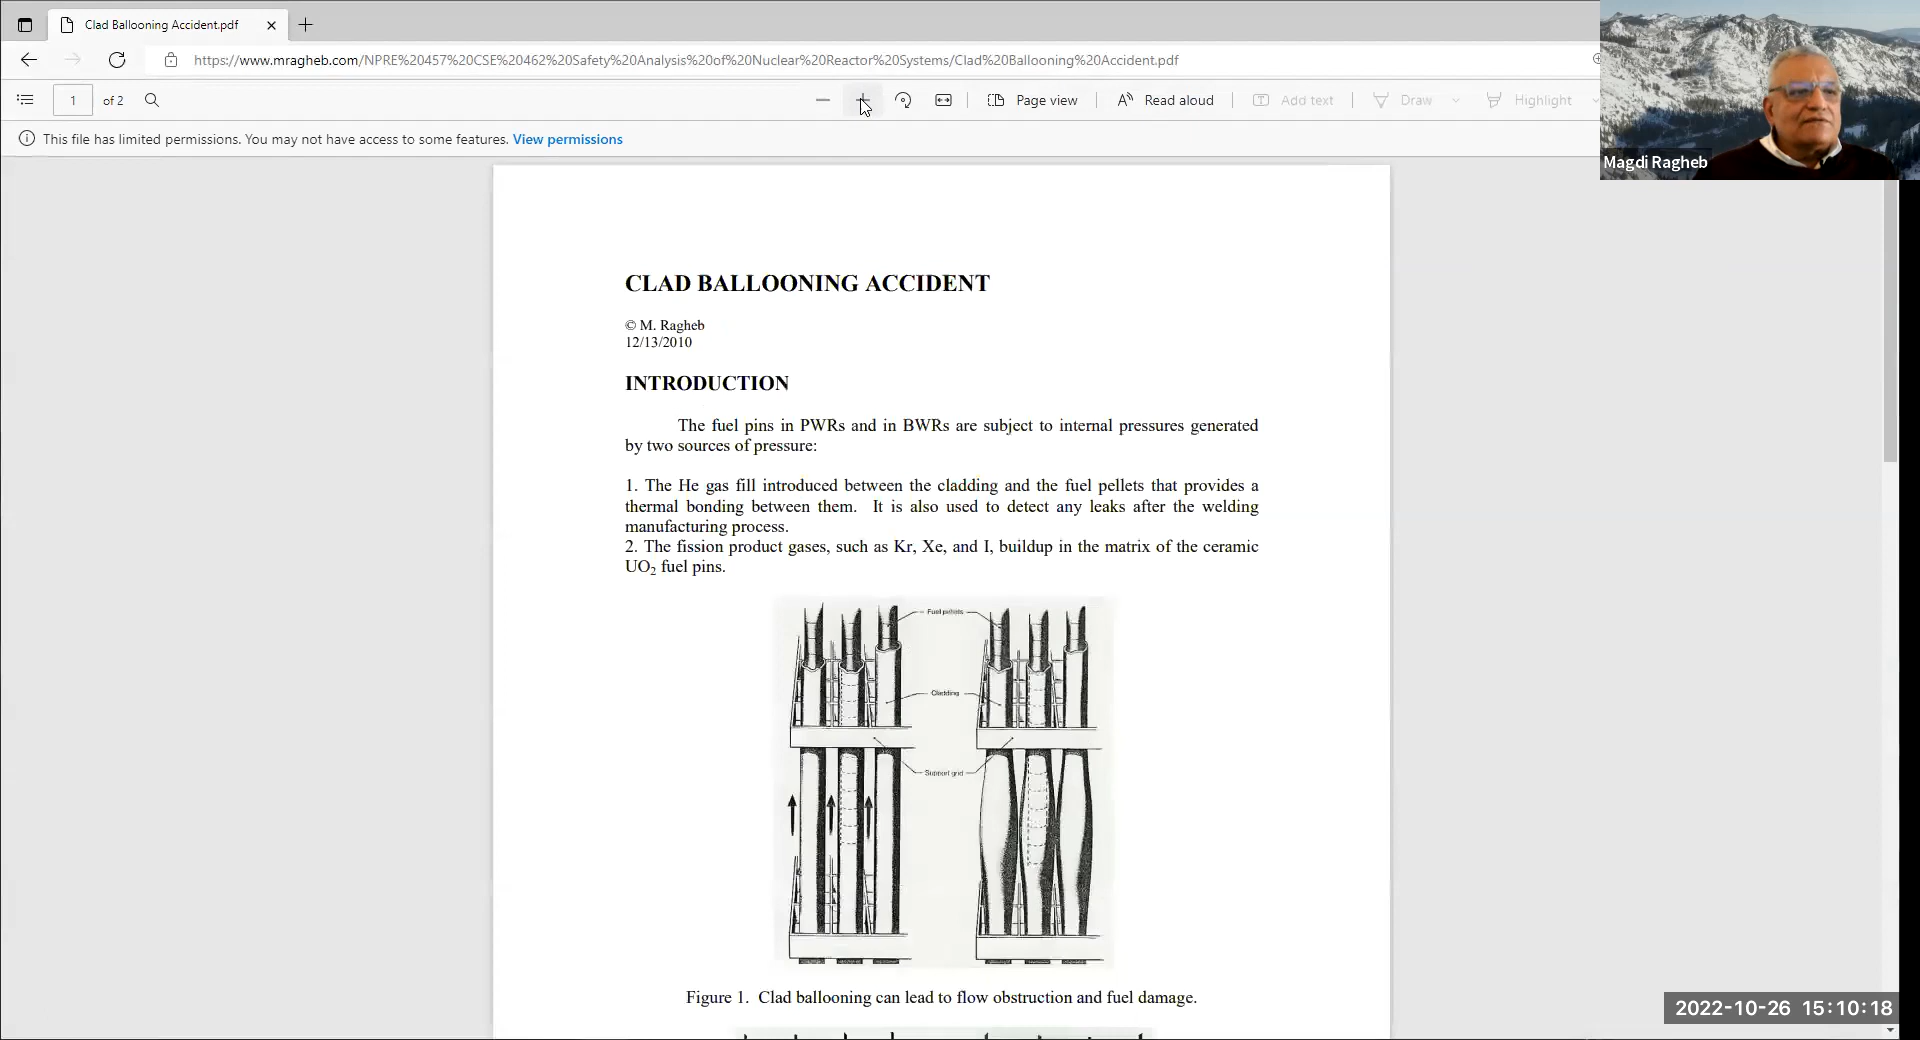 Clad Ballooning Accident.pdf
https://www.mragheb.com/NPRE%20457%20CSE%20462%20Safety%20Analysis%20of%20Nuclear%20Reactor%20Systems/Clad%20Ballooning%20Accident.pdf
1 of 2 Page view Read aloud Add text Draw Highlight
This file has limited permissions. You may not have access to some features. View permissions
Magdi Ragheb
CLAD BALLOONING ACCIDENT
© M. Ragheb
12/13/2010
INTRODUCTION
The fuel pins in PWRs and in BWRs are subject to internal pressures generated
by two sources of pressure:
1. The He gas fill introduced between the cladding and the fuel pellets that provides a
thermal bonding between them. It is also used to detect any leaks after the welding
manufacturing process.
2. The fission product gases, such as Kr, Xe, and I, buildup in the matrix of the ceramic
UO₂ fuel pins.
Fuel pellets
Cladding
Support grid
Figure 1. Clad ballooning can lead to flow obstruction and fuel damage.
2022-10-26 15:10:18